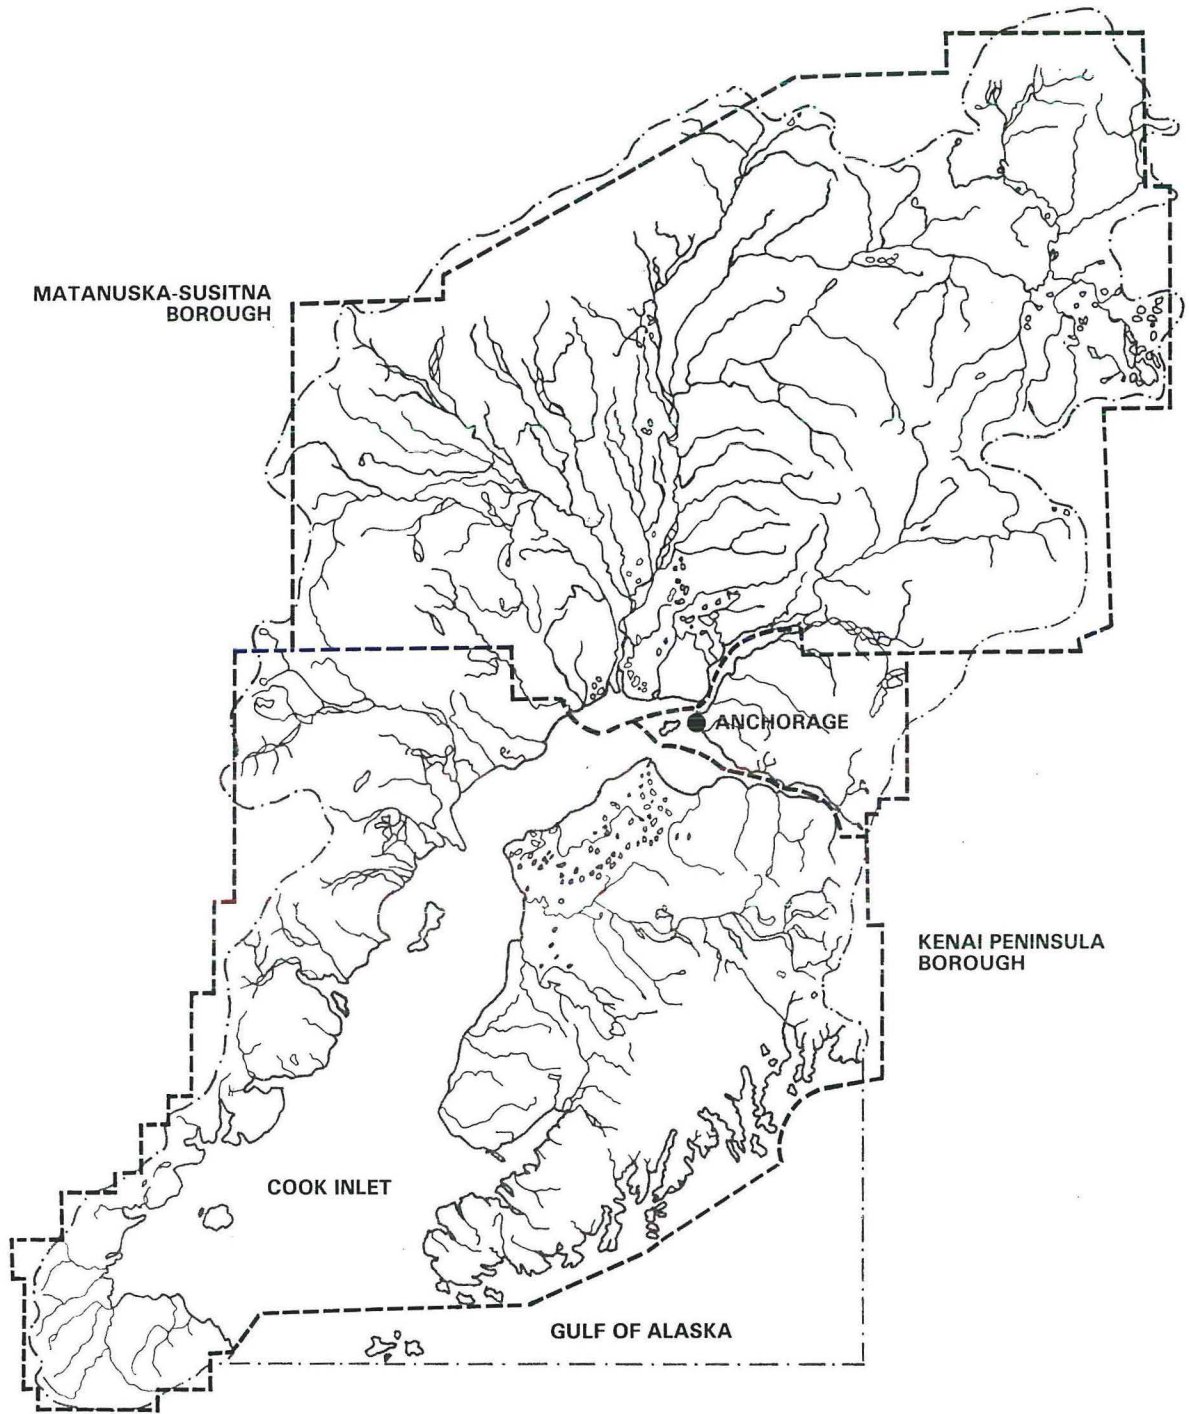 MATANUSKA-SUSITNA
BOROUGH
ANCHORAGE
KENAI PENINSULA
BOROUGH
COOK INLET
GULF OF ALASKA